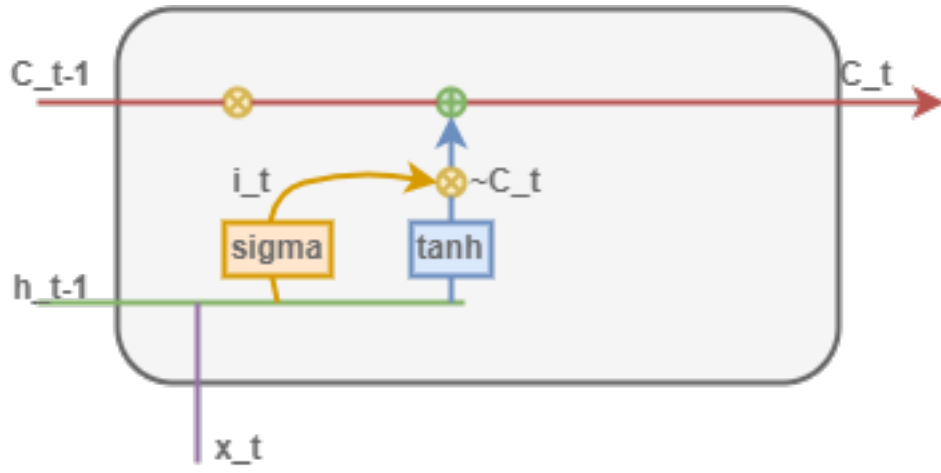 C_t-1
C_t
i_t
~C_t
sigma
tanh
h_t-1
x_t